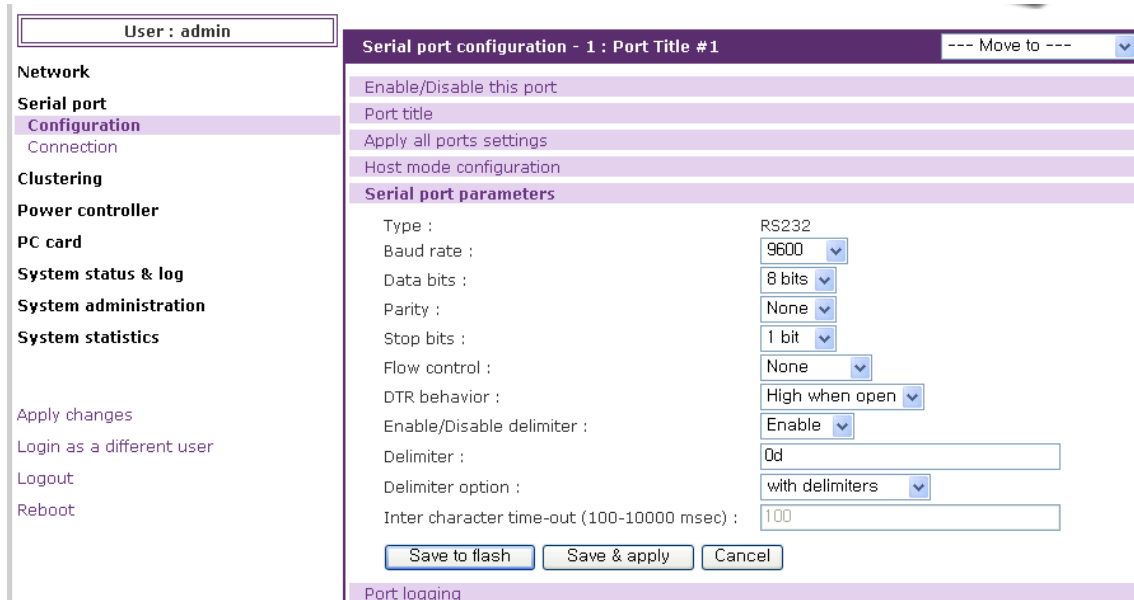 User : admin
Network
Serial port
Configuration
Connection
Clustering
Power controller
PC card
System status & log
System administration
System statistics
Apply changes
Login as a different user
Logout
Reboot
Serial port configuration - 1 : Port Title #1
--- Move to ---
Enable/Disable this port
Port title
Apply all ports settings
Host mode configuration
Serial port parameters
Type : RS232
Baud rate : 9600
Data bits : 8 bits
Parity : None
Stop bits : 1 bit
Flow control : None
DTR behavior : High when open
Enable/Disable delimiter : Enable
Delimiter : 0d
Delimiter option : with delimiters
Inter character time-out (100-10000 msec) : 100
Save to flash Save & apply Cancel
Port logging